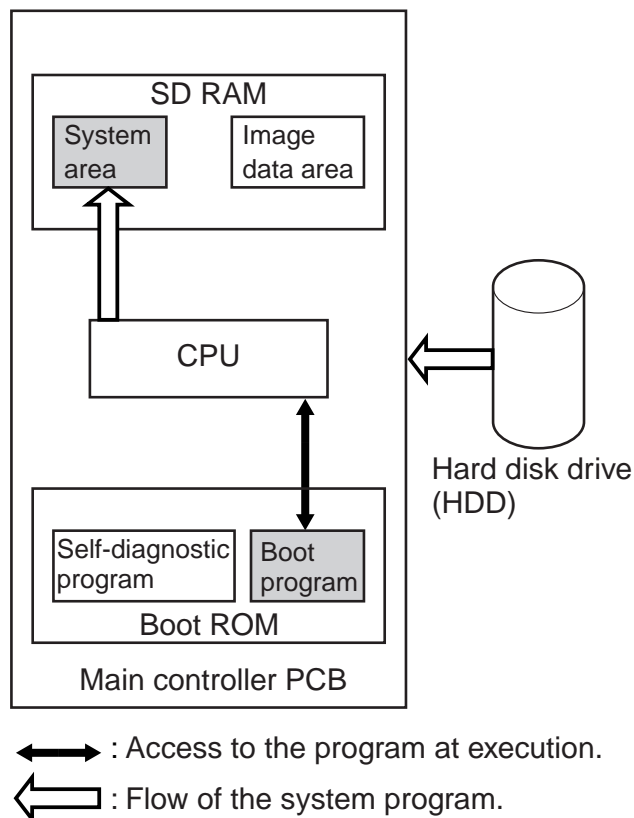 SD RAM
System
area
Image
data area
CPU
Hard disk drive
(HDD)
Self-diagnostic
program
Boot
program
Boot ROM
Main controller PCB
: Access to the program at execution.
: Flow of the system program.